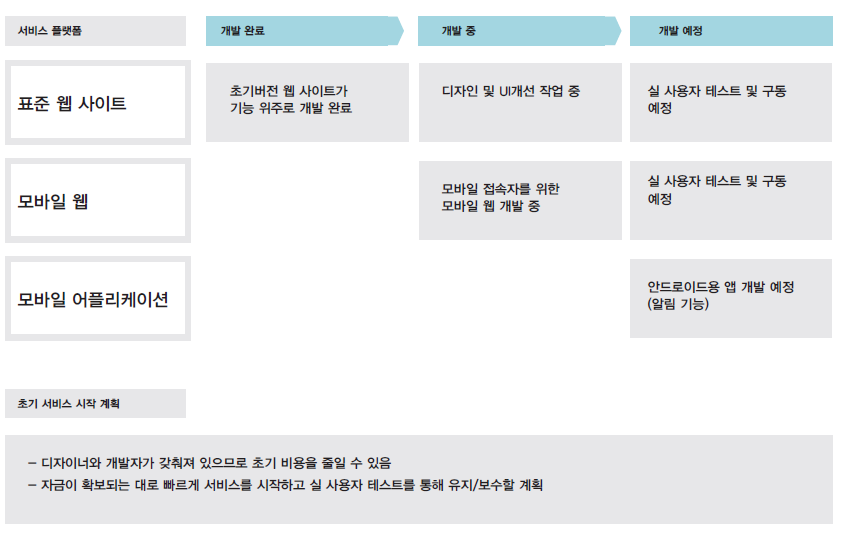 서비스 플랫폼
개발 완료
개발 중
개발 예정
표준 웹 사이트
초기버전 웹 사이트가
기능 위주로 개발 완료
디자인 및 UI개선 작업 중
실 사용자 테스트 및 구동
예정
모바일 웹
모바일 접속자를 위한
모바일 웹 개발 중
실 사용자 테스트 및 구동
예정
모바일 어플리케이션
안드로이드용 앱 개발 예정
(알림 기능)
초기 서비스 시작 계획
– 디자이너와 개발자가 갖춰져 있으므로 초기 비용을 줄일 수 있음
– 자금이 확보되는 대로 빠르게 서비스를 시작하고 실 사용자 테스트를 통해 유지/보수할 계획